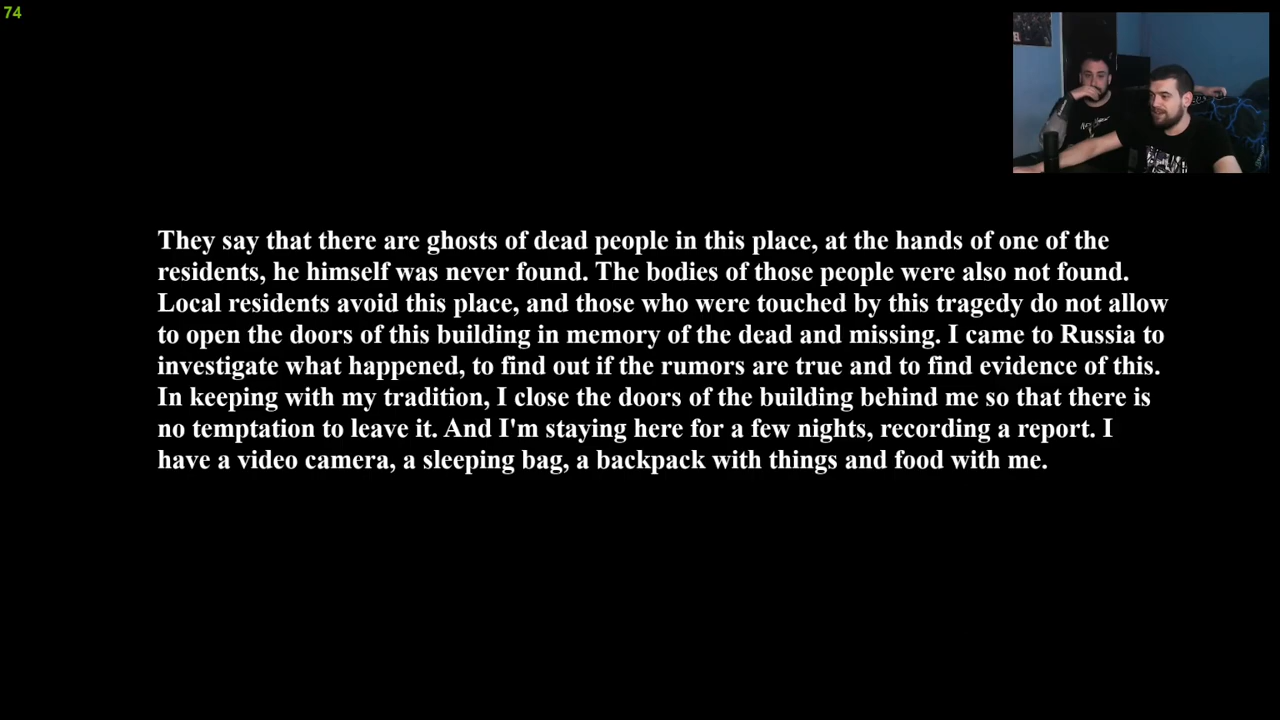 74
They say that there are ghosts of dead people in this place, at the hands of one of the
residents, he himself was never found. The bodies of those people were also not found.
Local residents avoid this place, and those who were touched by this tragedy do not allow
to open the doors of this building in memory of the dead and missing. I came to Russia to
investigate what happened, to find out if the rumors are true and to find evidence of this.
In keeping with my tradition, I close the doors of the building behind me so that there is
no temptation to leave it. And I'm staying here for a few nights, recording a report. I
have a video camera, a sleeping bag, a backpack with things and food with me.